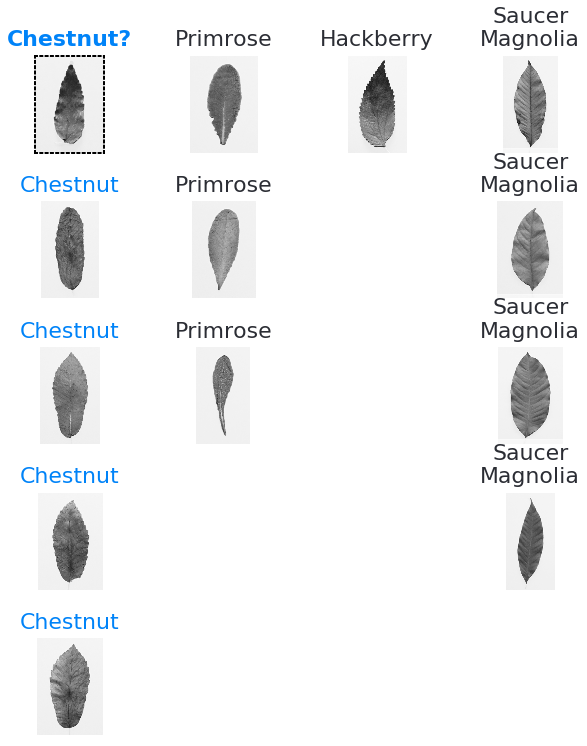 Chestnut?
Primrose
Hackberry
Saucer
Magnolia
Chestnut
Primrose
Saucer
Magnolia
Chestnut
Primrose
Saucer
Magnolia
Chestnut
Saucer
Magnolia
Chestnut